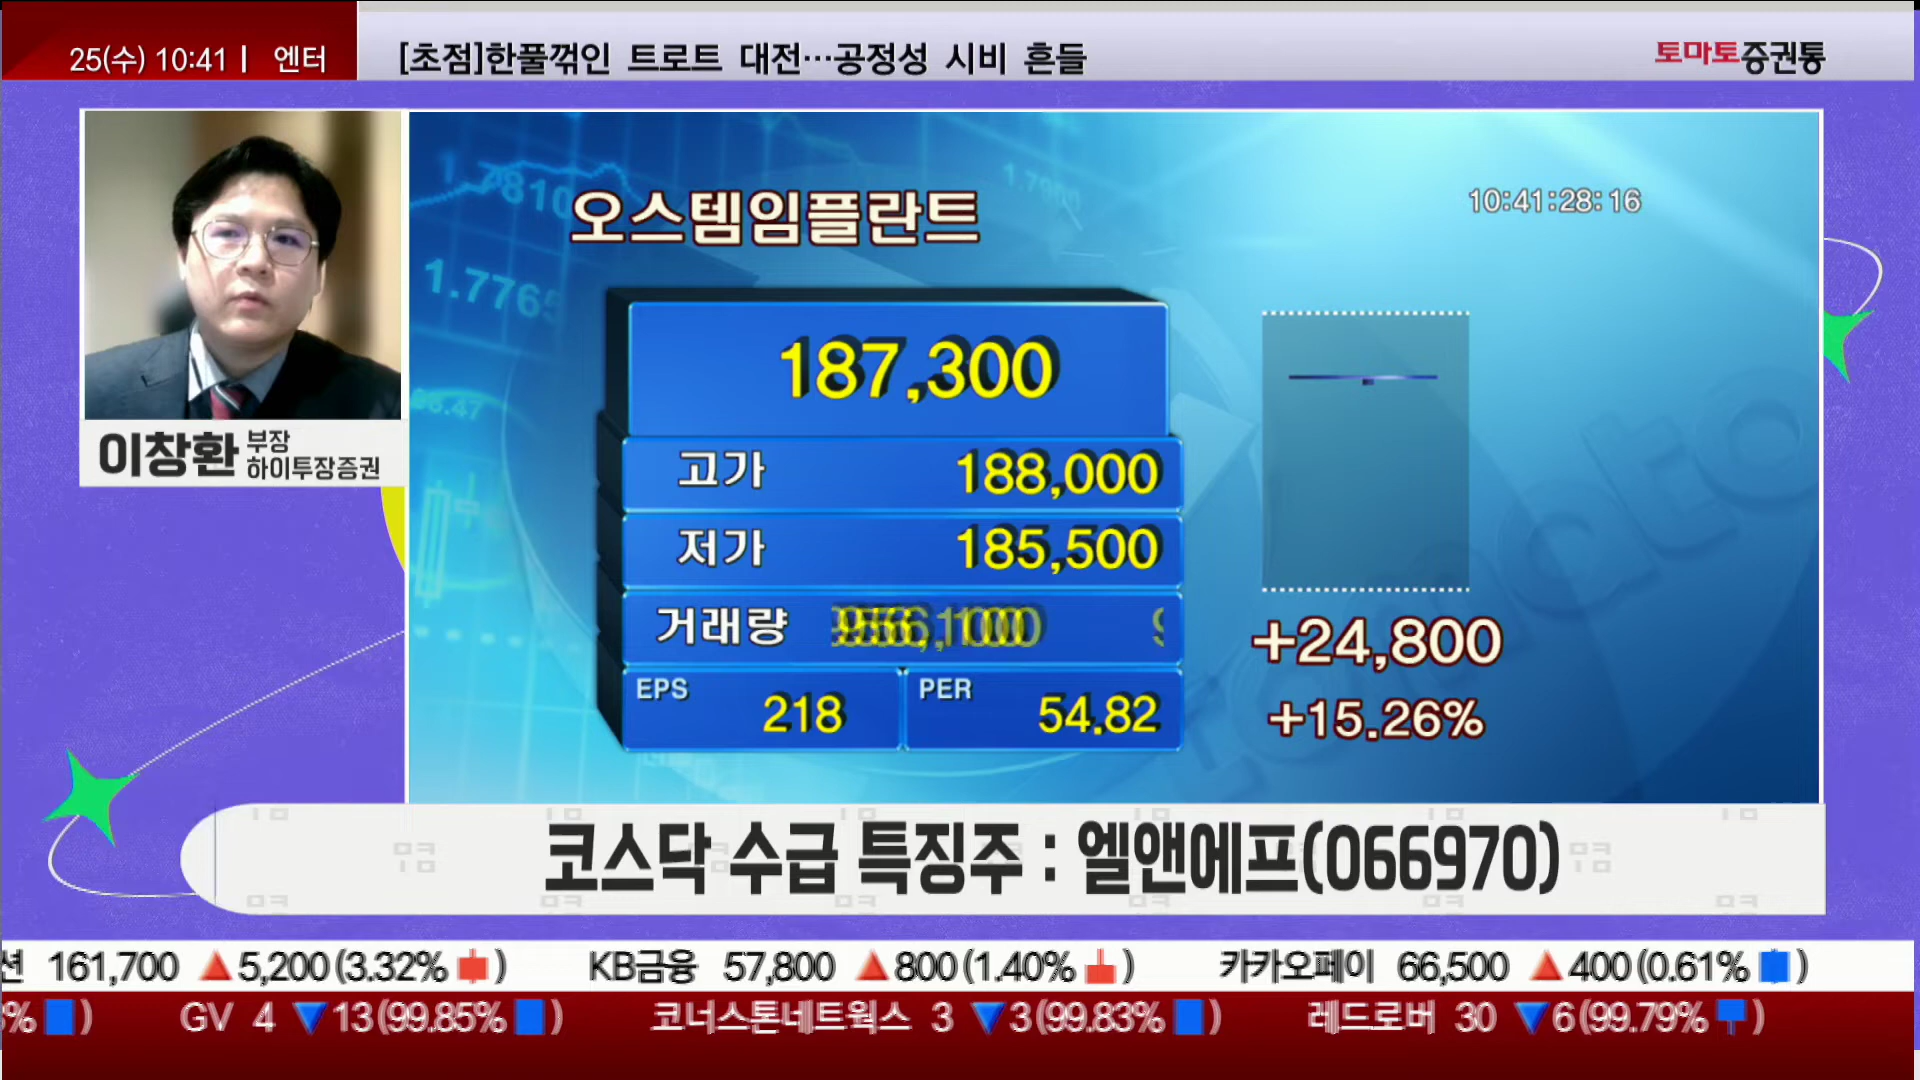 25(수) 10:41 | 엔터
[초점]한풀꺾인 트로트 대전…공정성 시비 흔들
토마토증권통
오스템임플란트
10:41:28:16
187,300
고가 188,000
저가 185,500
거래량
EPS 218
PER 54.82
+24,800
+15.26%
이창환 부장
하이투장증권
코스닥 수급 특징주 : 엘앤에프(066970)
션 161,700 ▲5,200(3.32% ) KB금융 57,800 ▲800(1.40% ) 카카오페이 66,500 ▲400(0.61% )
% ) GV 4 ▼13(99.85% ) 코너스톤네트웍스 3 ▼3(99.83% ) 레드로버 30 ▼6(99.79% )